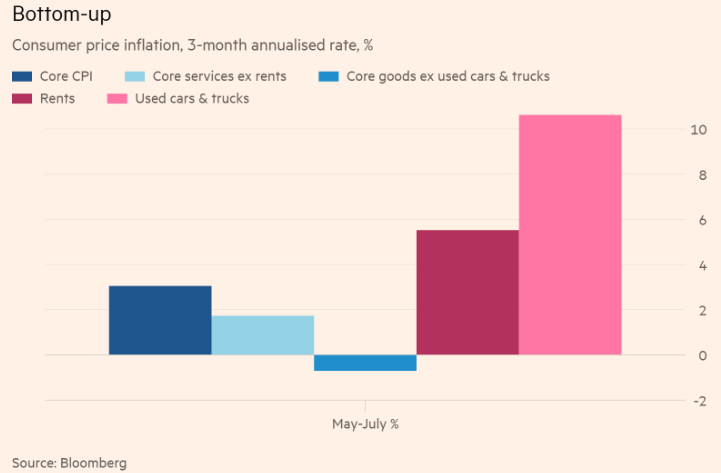 Bottom-up
Consumer price inflation, 3-month annualised rate, %
Core CPI Core services ex rents Core goods ex used cars & trucks
Rents Used cars & trucks
10
8
6
4
2
0
-2
May-July %
Source: Bloomberg